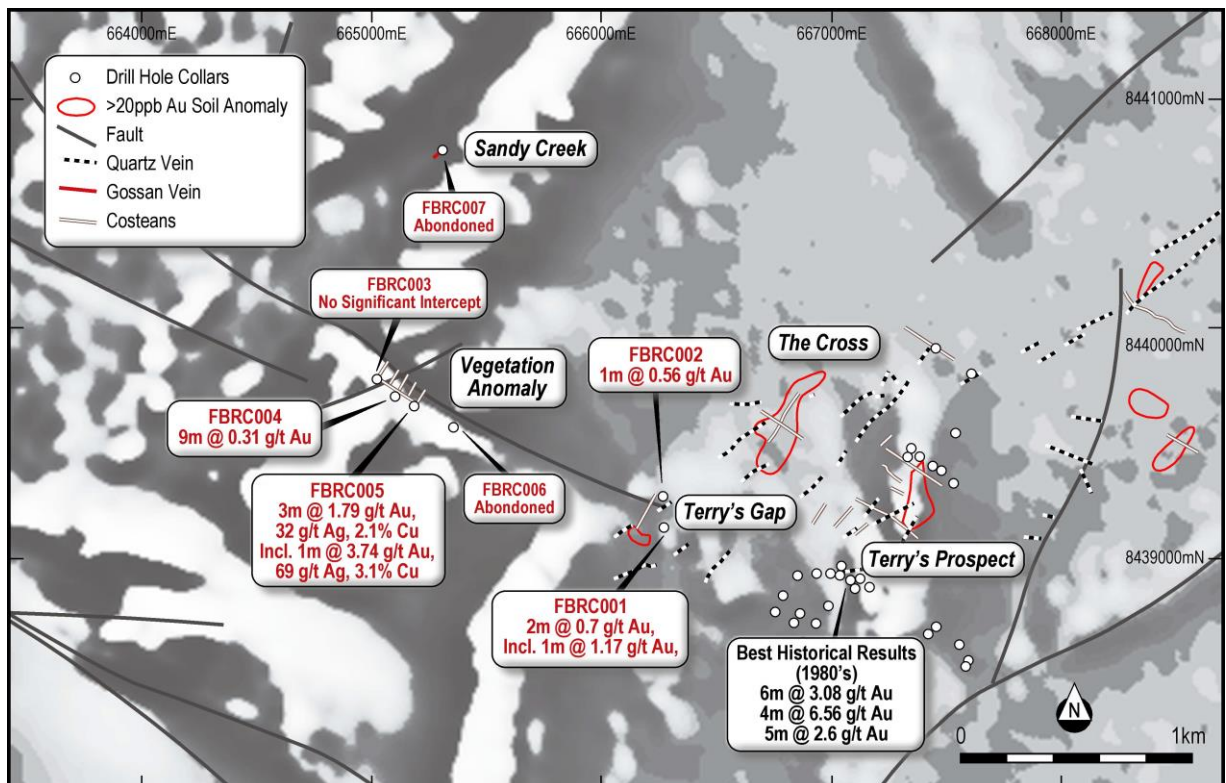 664000mE
665000mE
666000mE
667000mE
668000mE
Drill Hole Collars
>20ppb Au Soil Anomaly
Fault
Quartz Vein
Gossan Vein
Costeans
8441000mN
Sandy Creek
FBRC007
Abondoned
FBRC003
No Significant Intercept
8440000mN
The Cross
FBRC002
1m @ 0.56 g/t Au
Vegetation
Anomaly
FBRC004
9m @ 0.31 g/t Au
FBRC005
3m @ 1.79 g/t Au,
32 g/t Ag, 2.1% Cu
Incl. 1m @ 3.74 g/t Au,
69 g/t Ag, 3.1% Cu
FBRC006
Abandoned
Terry's Gap
Terry's Prospect
8439000mN
FBRC001
2m @ 0.7 g/t Au,
Incl. 1m @ 1.17 g/t Au,
Best Historical Results
(1980's)
6m @ 3.08 g/t Au
4m @ 6.56 g/t Au
5m @ 2.6 g/t Au
N
0
1km